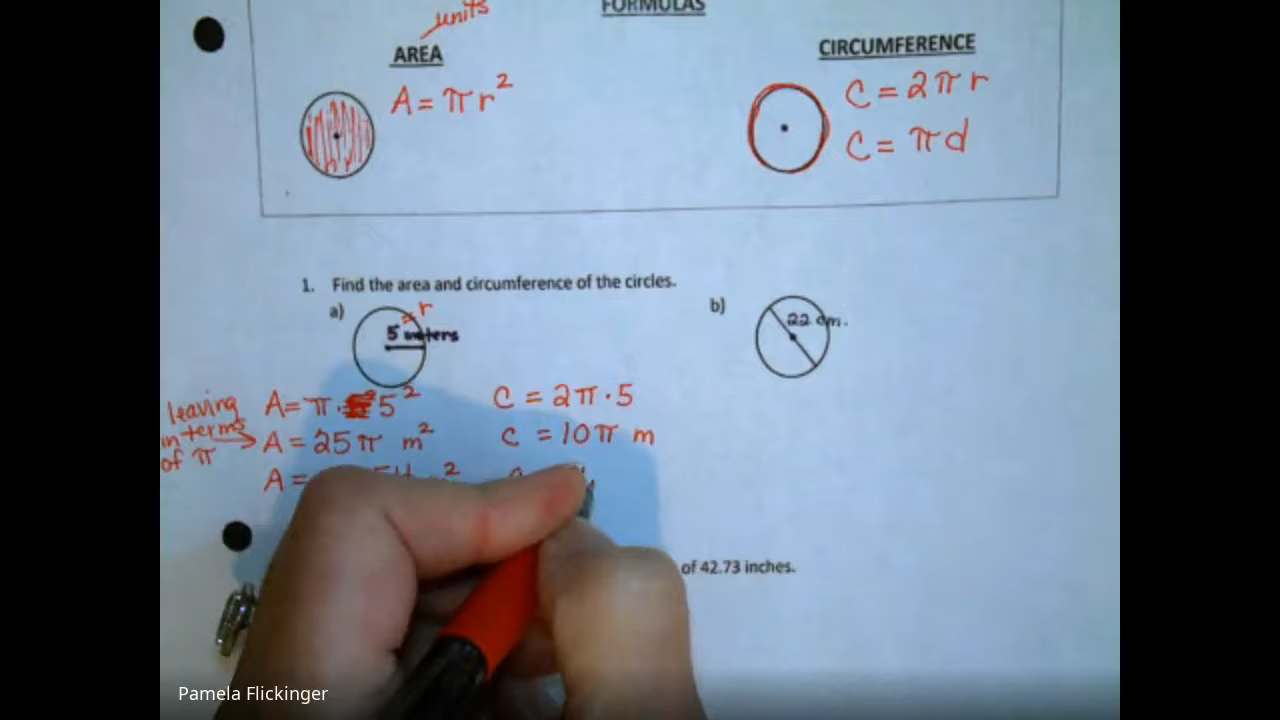 FORMULAS
units
AREA
CIRCUMFERENCE
A = πr²
C = 2πr
C = πd
1. Find the area and circumference of the circles.
a)
r
5 meters
b)
22 cm.
leaving
in terms
of π
A = π · 5²
A = 25π m²
A =
C = 2π · 5
C = 10π m
of 42.73 inches.
Pamela Flickinger